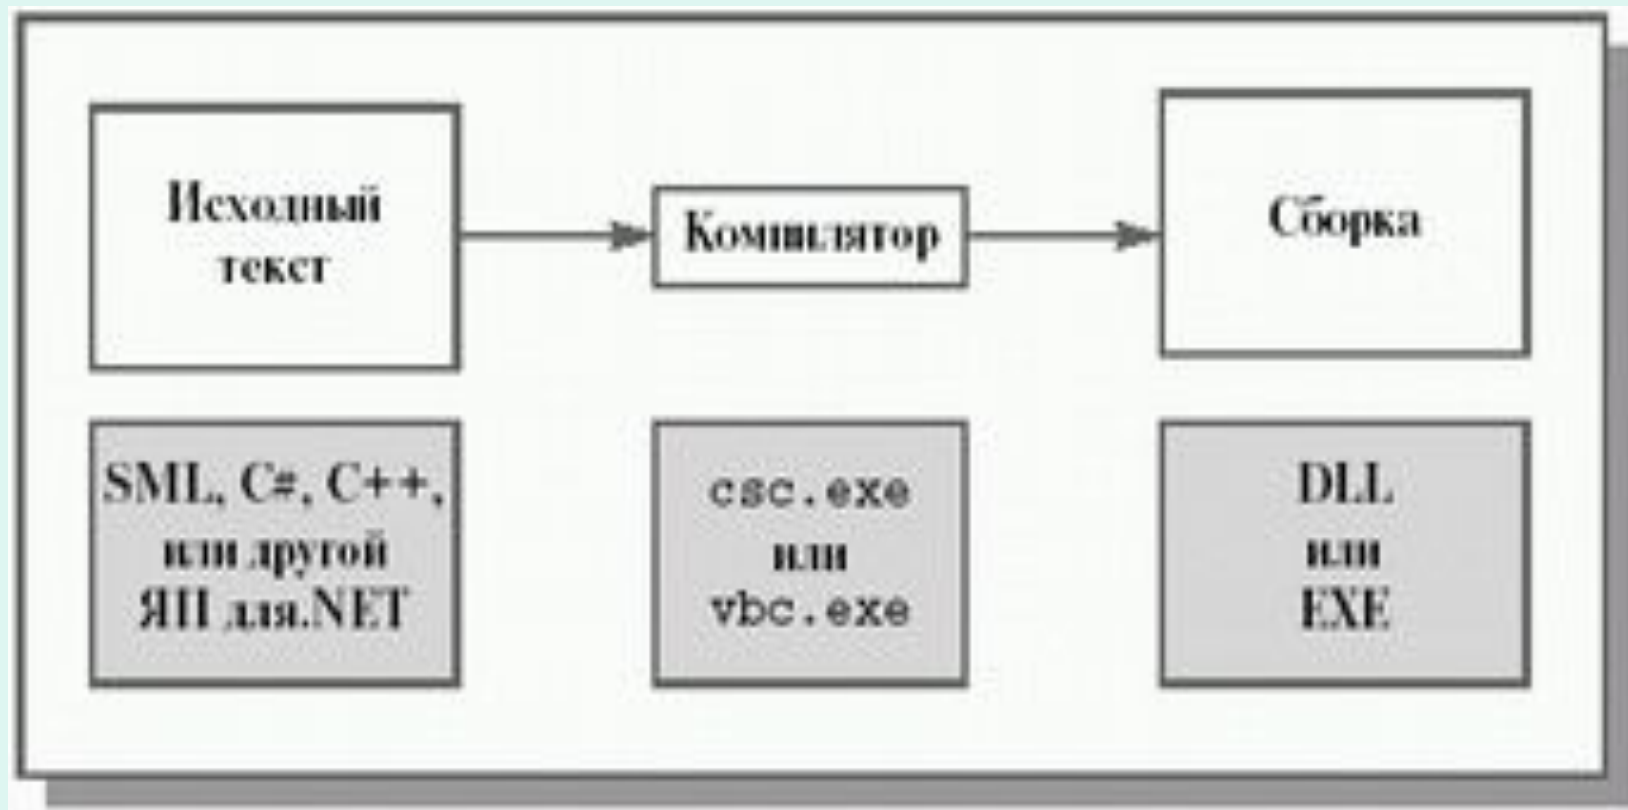 Исходный
текст
Компилятор
Сборка
SML, C#, C++,
или другой
ЯП для.NET
csc.exe
или
vbc.exe
DLL
или
EXE